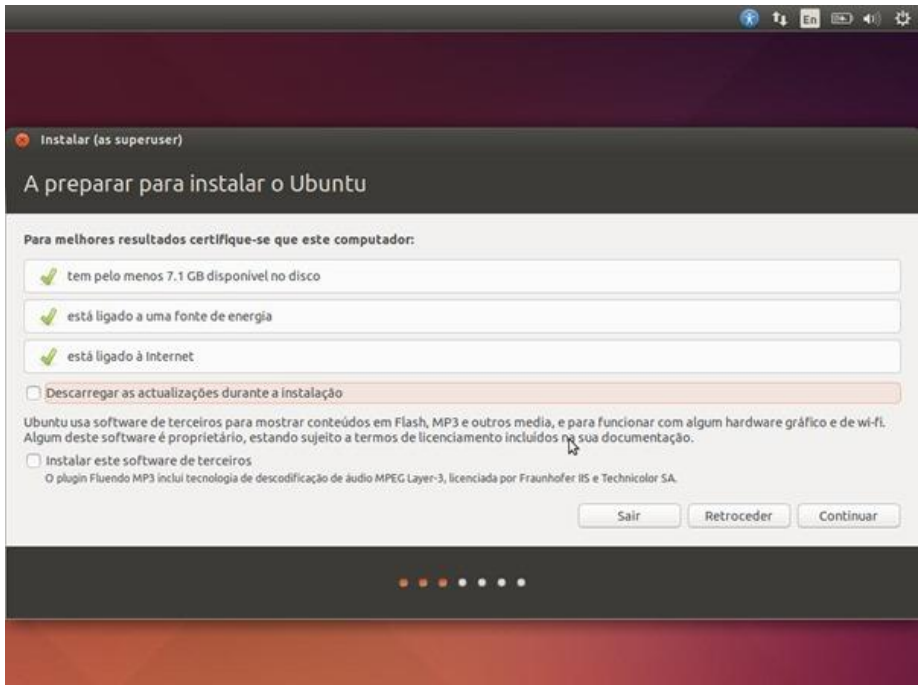 En
Instalar (as superuser)
A preparar para instalar o Ubuntu
Para melhores resultados certifique-se que este computador:
tem pelo menos 7.1 GB disponível no disco
está ligado a uma fonte de energia
está ligado à Internet
Descarregar as actualizações durante a instalação
Ubuntu usa software de terceiros para mostrar conteúdos em Flash, MP3 e outros media, e para funcionar com algum hardware gráfico e de wi-fi.
Algum deste software é proprietário, estando sujeito a termos de licenciamento incluídos na sua documentação.
Instalar este software de terceiros
O plugin Fluendo MP3 inclui tecnologia de descodificação de áudio MPEG Layer-3, licenciada por Fraunhofer IIS e Technicolor SA.
Sair Retroceder Continuar